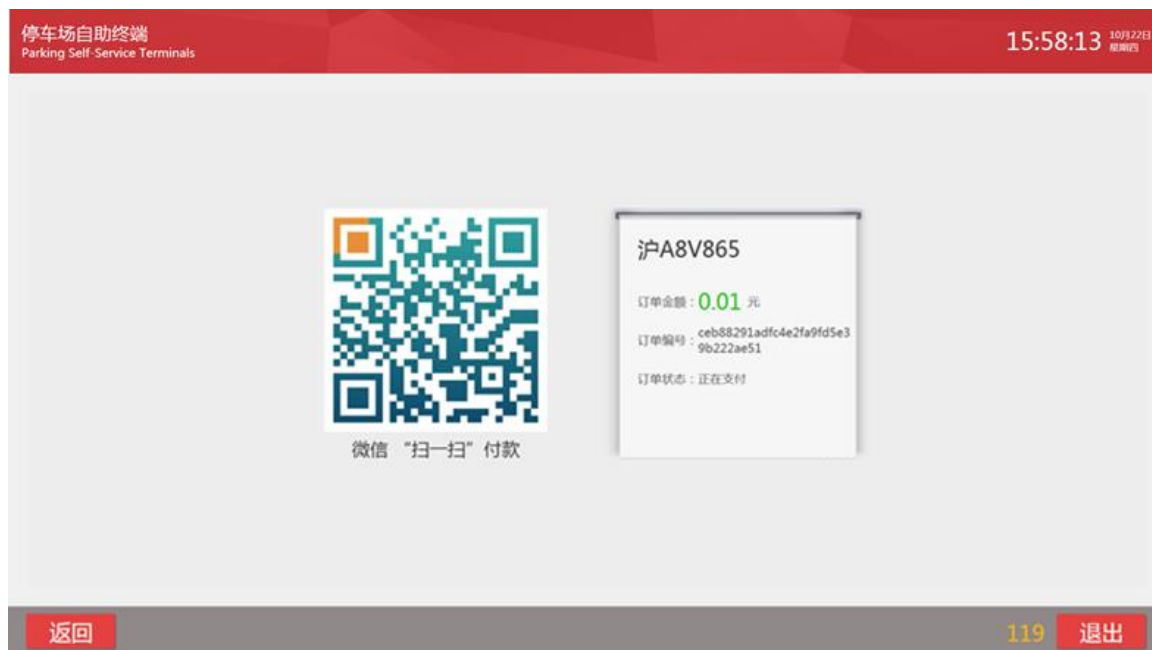 停车场自助终端
Parking Self-Service Terminals
15:58:13
10月22日
星期四
沪A8V865
订单金额：0.01 元
订单编号：ceb88291adfc4e2fa9fd5e3
9b222ae51
订单状态：正在支付
微信 “扫一扫” 付款
返回
119
退出